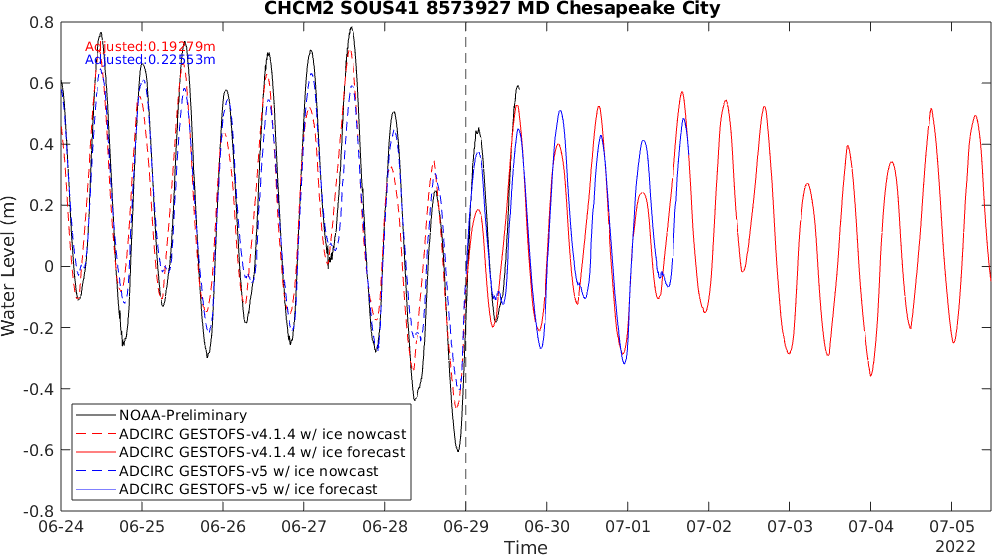 CHCM2 SOUS41 8573927 MD Chesapeake City
Adjusted:0.19279m
Adjusted:0.22553m
Water Level (m)
0.8
0.6
0.4
0.2
0
-0.2
-0.4
-0.6
-0.8
NOAA-Preliminary
ADCIRC GESTOFS-v4.1.4 w/ ice nowcast
ADCIRC GESTOFS-v4.1.4 w/ ice forecast
ADCIRC GESTOFS-v5 w/ ice nowcast
ADCIRC GESTOFS-v5 w/ ice forecast
06-24 06-25 06-26 06-27 06-28 06-29 06-30 07-01 07-02 07-03 07-04 07-05
Time
2022